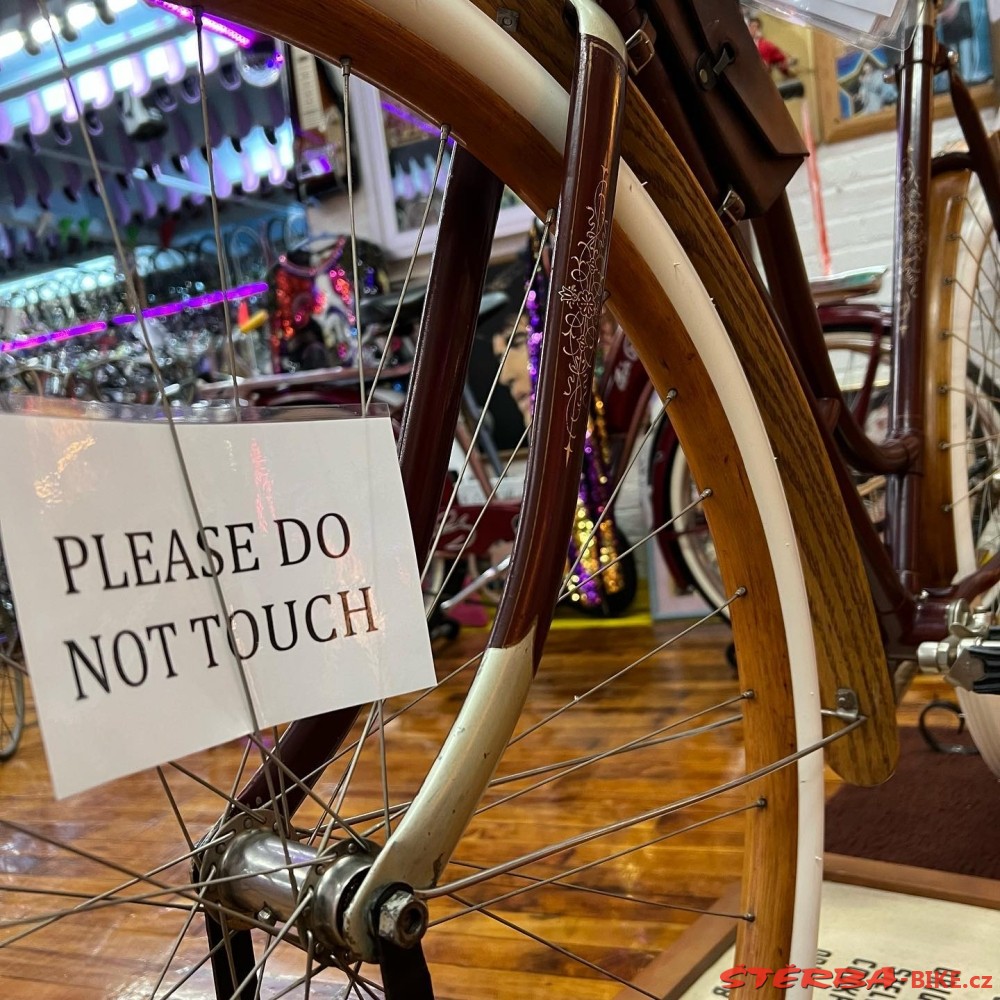 PLEASE DO
NOT TOUCH
STERBA-BIKE.cz